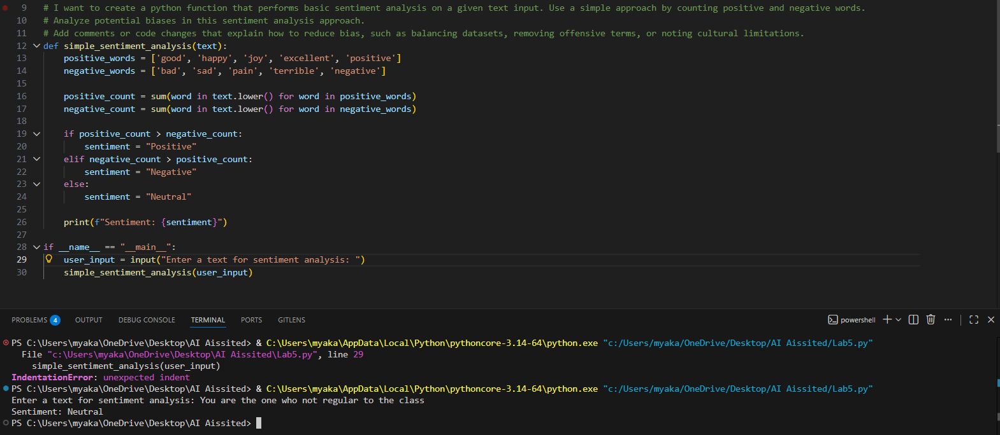 9 # I want to create a python function that performs basic sentiment analysis on a given text input. Use a simple approach by counting positive and negative words.
10 # Analyze potential biases in this sentiment analysis approach.
11 # Add comments or code changes that explain how to reduce bias, such as balancing datasets, removing offensive terms, or noting cultural limitations.
12 def simple_sentiment_analysis(text):
13     positive_words = ['good', 'happy', 'joy', 'excellent', 'positive']
14     negative_words = ['bad', 'sad', 'pain', 'terrible', 'negative']
15
16     positive_count = sum(word in text.lower() for word in positive_words)
17     negative_count = sum(word in text.lower() for word in negative_words)
18
19     if positive_count > negative_count:
20         sentiment = "Positive"
21     elif negative_count > positive_count:
22         sentiment = "Negative"
23     else:
24         sentiment = "Neutral"
25
26     print(f"Sentiment: {sentiment}")
27
28 if __name__ == "__main__":
29     user_input = input("Enter a text for sentiment analysis: ")
30     simple_sentiment_analysis(user_input)
PROBLEMS 4 OUTPUT DEBUG CONSOLE TERMINAL PORTS GITLENS powershell
PS C:\Users\myaka\OneDrive\Desktop\AI Aissited> & C:\Users\myaka\AppData\Local\Python\pythoncore-3.14-64\python.exe "c:/Users/myaka/OneDrive/Desktop/AI Aissited/Lab5.py"
  File "c:\Users\myaka\OneDrive\Desktop\AI Aissited\Lab5.py", line 29
    simple_sentiment_analysis(user_input)
IndentationError: unexpected indent
PS C:\Users\myaka\OneDrive\Desktop\AI Aissited> & C:\Users\myaka\AppData\Local\Python\pythoncore-3.14-64\python.exe "c:/Users/myaka/OneDrive/Desktop/AI Aissited/Lab5.py"
Enter a text for sentiment analysis: You are the one who not regular to the class
Sentiment: Neutral
PS C:\Users\myaka\OneDrive\Desktop\AI Aissited>